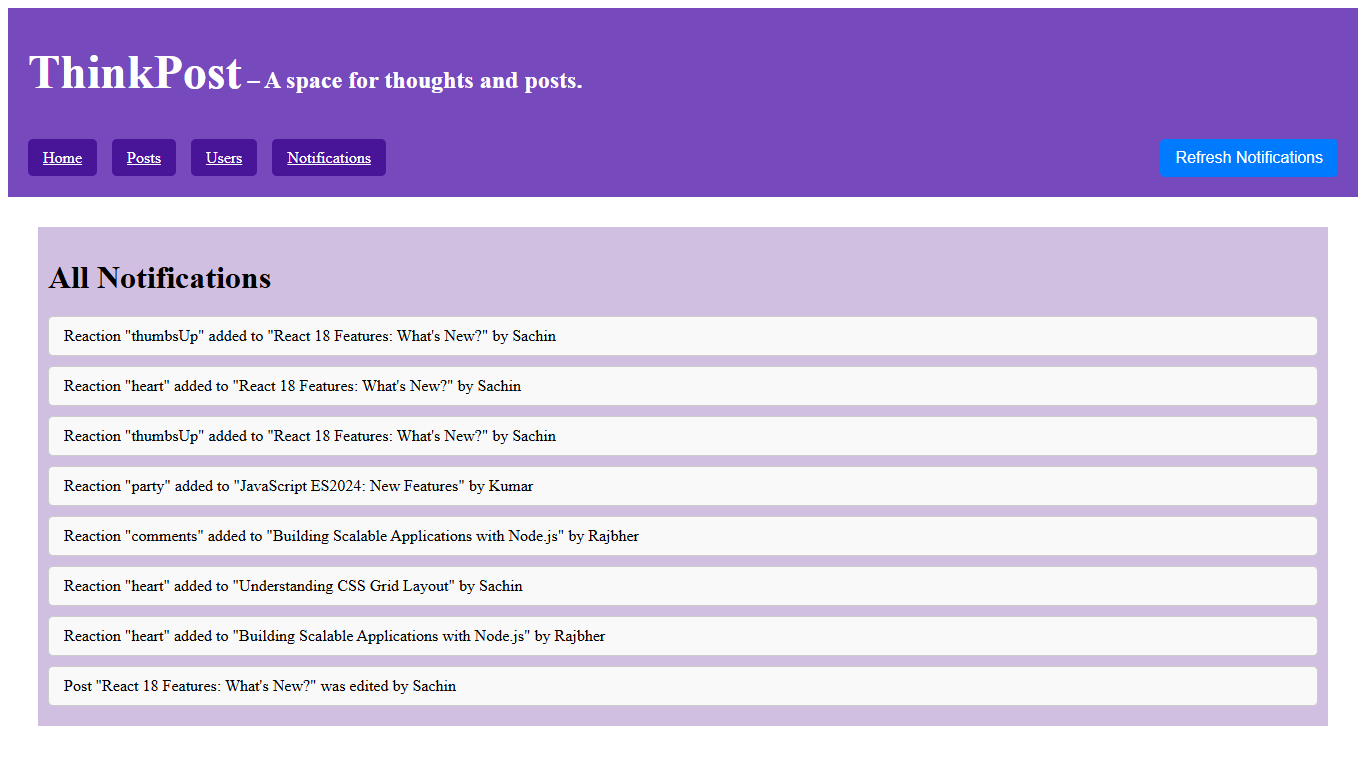 ThinkPost – A space for thoughts and posts.
Home Posts Users Notifications Refresh Notifications
All Notifications
Reaction "thumbsUp" added to "React 18 Features: What's New?" by Sachin
Reaction "heart" added to "React 18 Features: What's New?" by Sachin
Reaction "thumbsUp" added to "React 18 Features: What's New?" by Sachin
Reaction "party" added to "JavaScript ES2024: New Features" by Kumar
Reaction "comments" added to "Building Scalable Applications with Node.js" by Rajbher
Reaction "heart" added to "Understanding CSS Grid Layout" by Sachin
Reaction "heart" added to "Building Scalable Applications with Node.js" by Rajbher
Post "React 18 Features: What's New?" was edited by Sachin